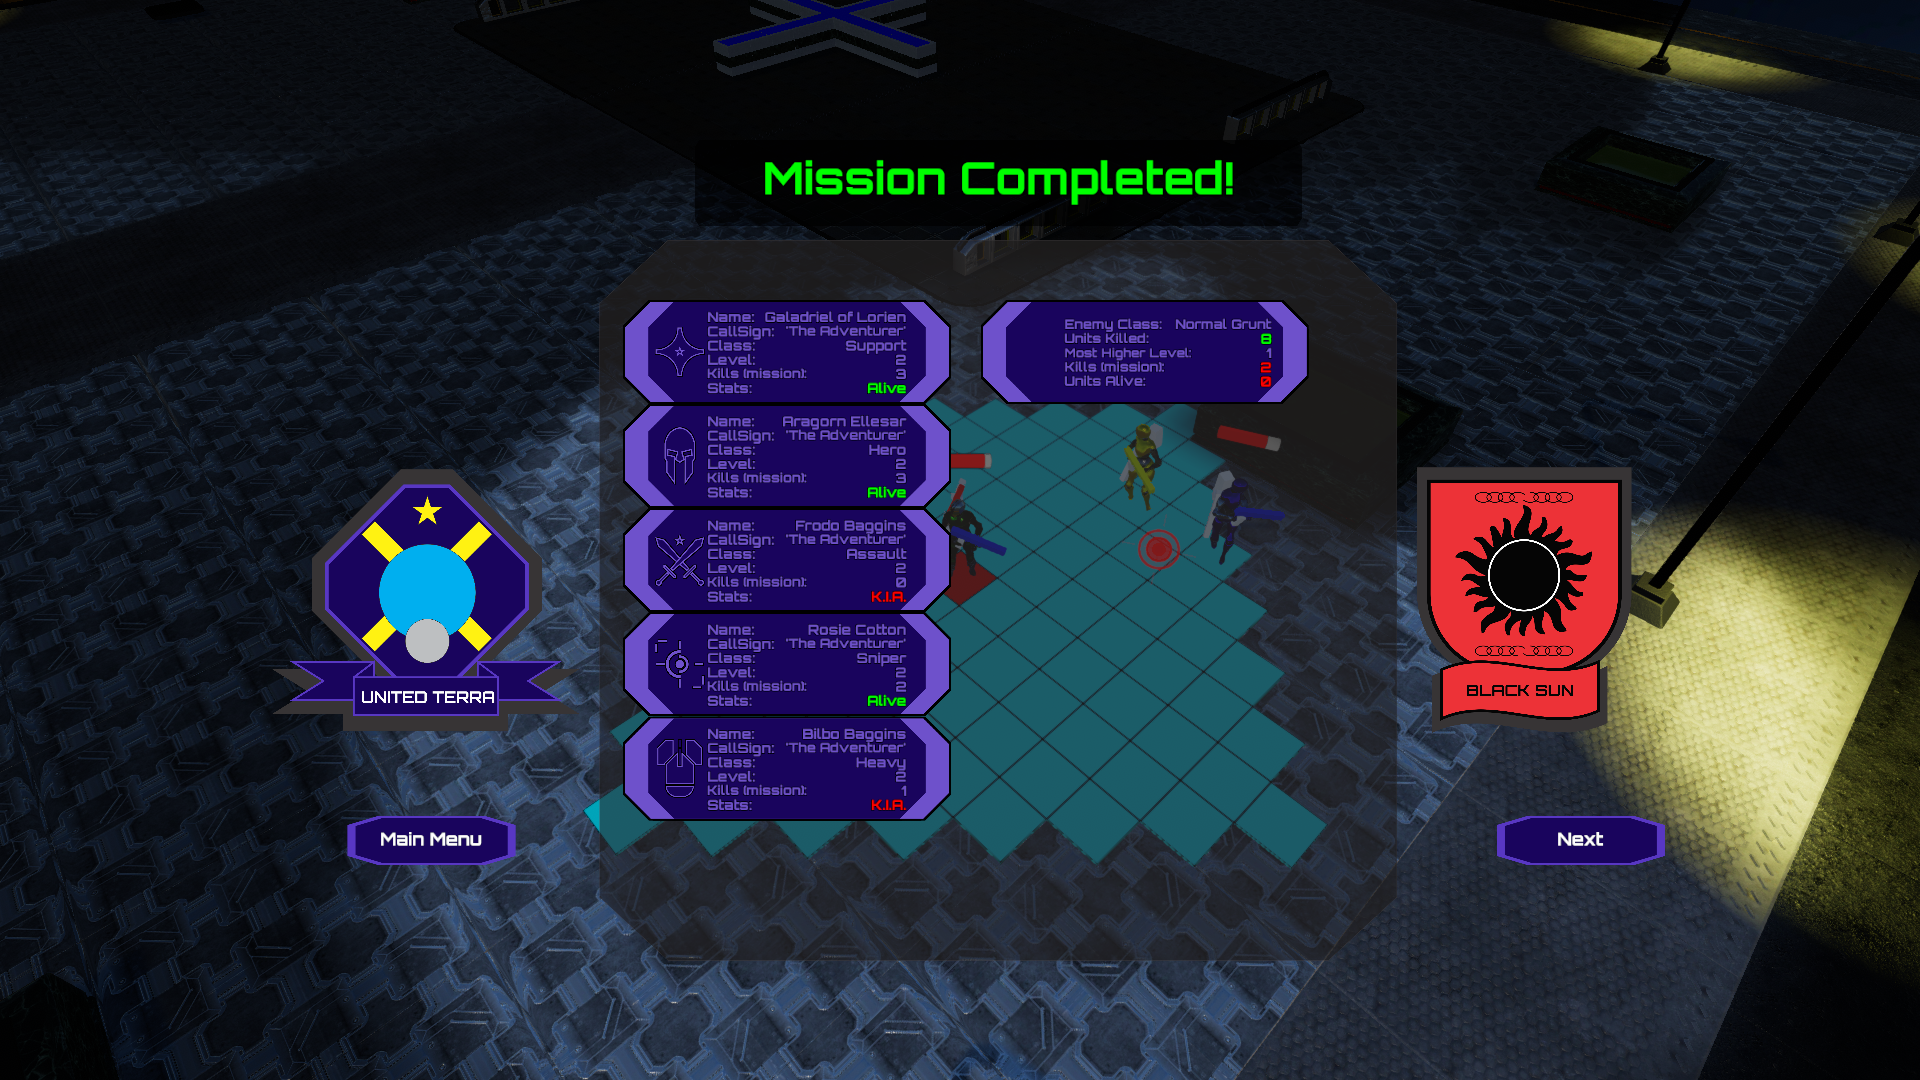 Mission Completed!
Name: Galadriel of Lorien
CallSign: 'The Adventurer'
Class: Support
Level: 2
Kills (mission): 3
Stats: Alive
Name: Aragorn Ellesar
CallSign: 'The Adventurer'
Class: Hero
Level: 2
Kills (mission): 3
Stats: Alive
Name: Frodo Baggins
CallSign: 'The Adventurer'
Class: Assault
Level: 2
Kills (mission): 0
Stats: K.I.A.
Name: Rosie Cotton
CallSign: 'The Adventurer'
Class: Sniper
Level: 2
Kills (mission): 2
Stats: Alive
Name: Bilbo Baggins
CallSign: 'The Adventurer'
Class: Heavy
Level: 2
Kills (mission): 1
Stats: K.I.A.
Enemy Class: Normal Grunt
Units Killed: 8
Most Higher Level: 1
Kills (mission): 2
Units Alive: 0
UNITED TERRA
BLACK SUN
Main Menu
Next